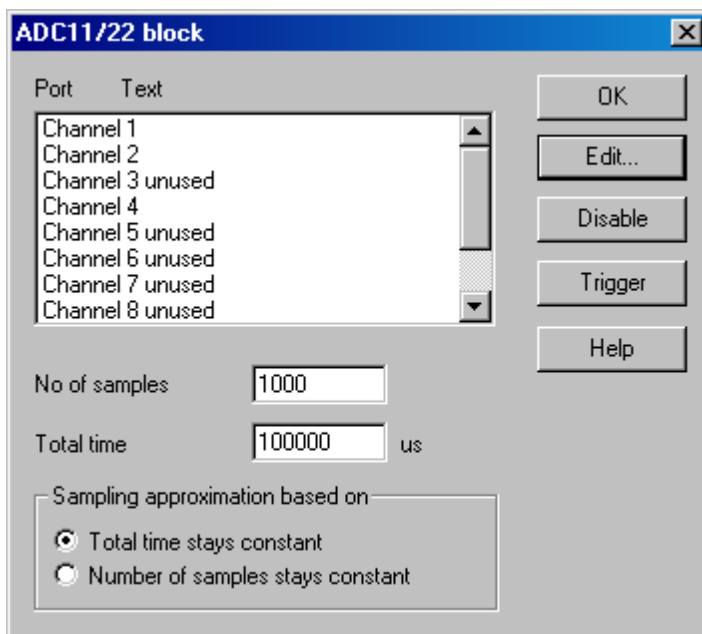 ADC11/22 block
Port Text
Channel 1
Channel 2
Channel 3 unused
Channel 4
Channel 5 unused
Channel 6 unused
Channel 7 unused
Channel 8 unused
OK
Edit...
Disable
Trigger
Help
No of samples 1000
Total time 100000 us
Sampling approximation based on
Total time stays constant
Number of samples stays constant